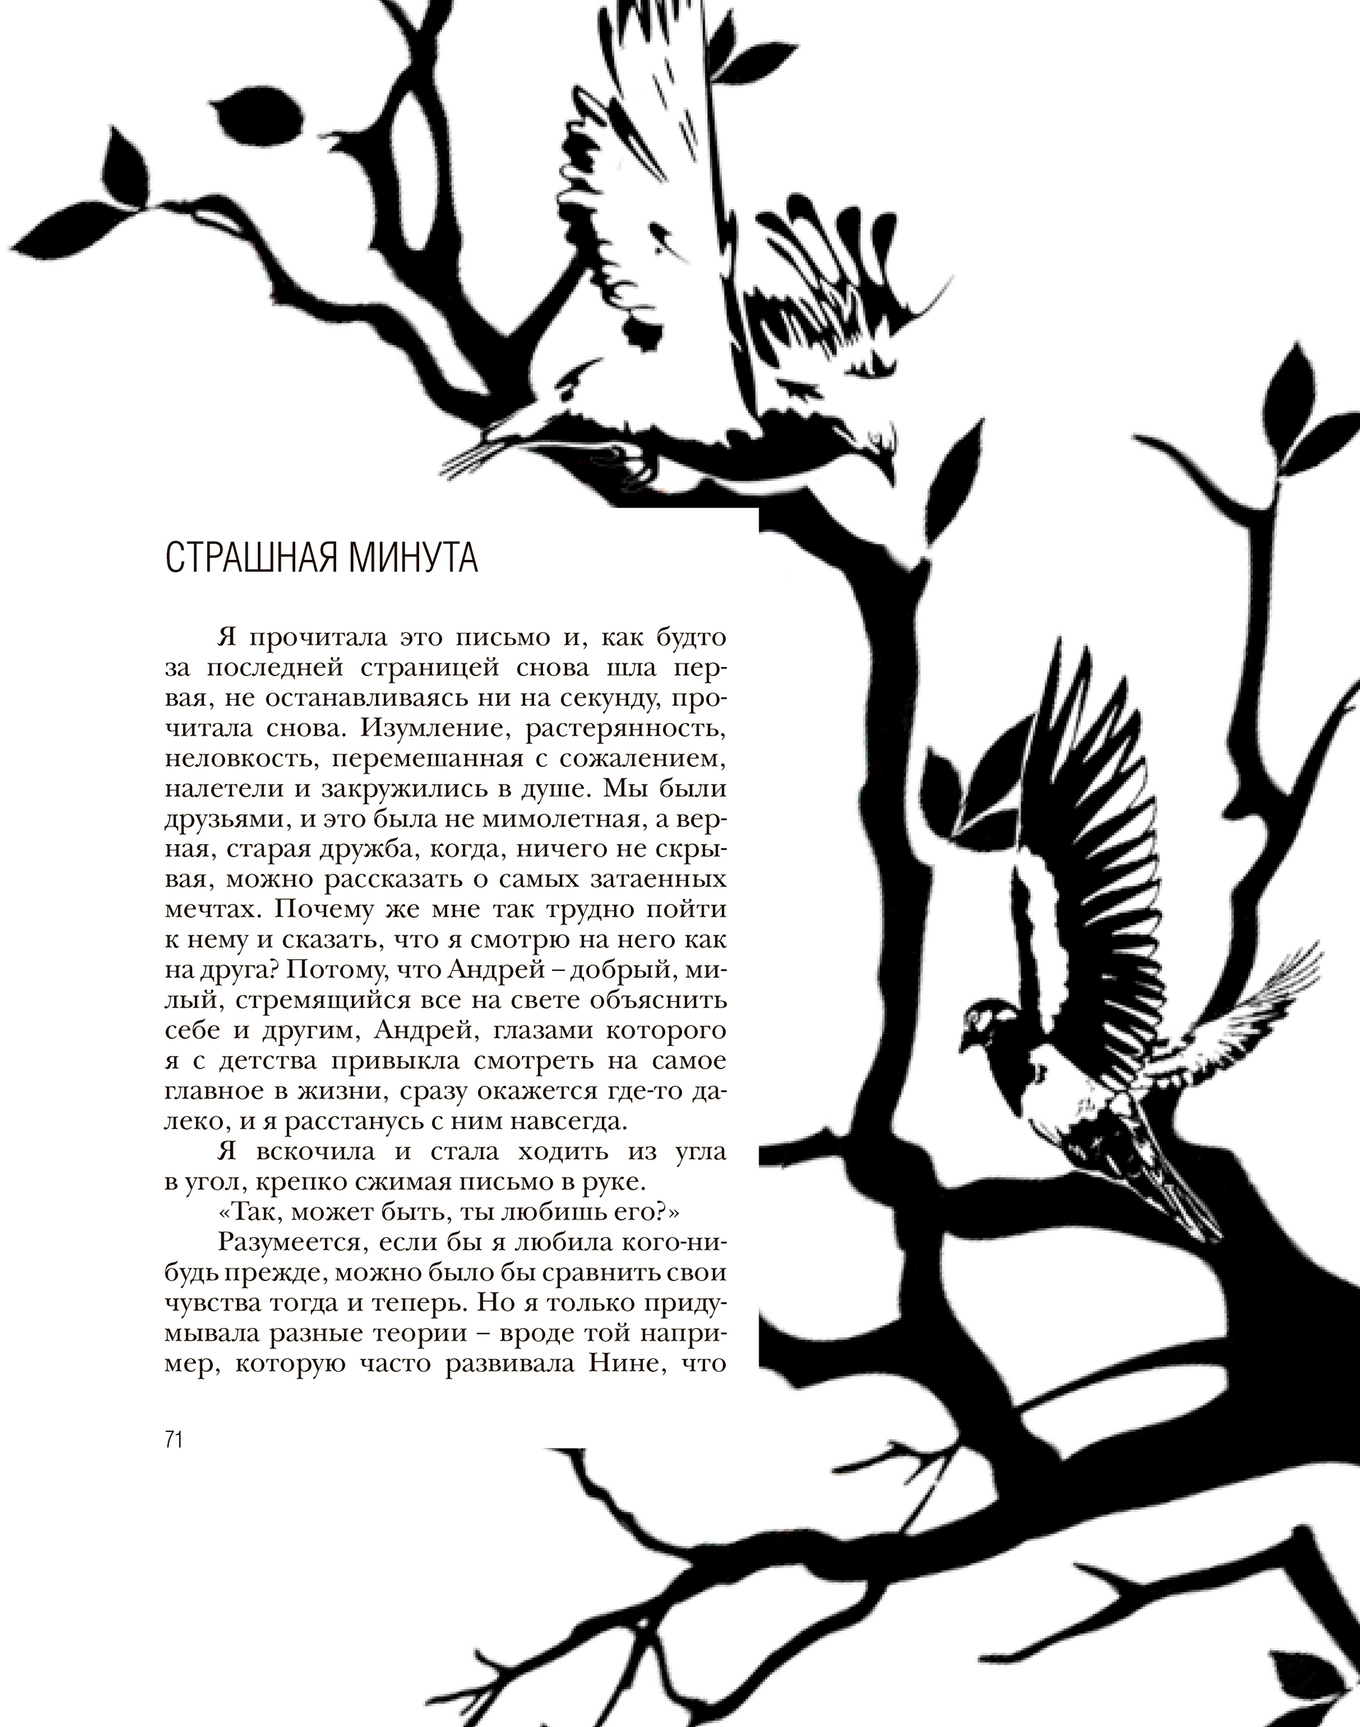 СТРАШНАЯ МИНУТА
Я прочитала это письмо и, как будто
за последней страницей снова шла пер-
вая, не останавливаясь ни на секунду, про-
читала снова. Изумление, растерянность,
неловкость, перемешанная с сожалением,
налетели и закружились в душе. Мы были
друзьями, и это была не мимолетная, а вер-
ная, старая дружба, когда, ничего не скры-
вая, можно рассказать о самых затаенных
мечтах. Почему же мне так трудно пойти
к нему и сказать, что я смотрю на него как
на друга? Потому, что Андрей – добрый, ми-
лый, стремящийся все на свете объяснить
себе и другим, Андрей, глазами которого
я с детства привыкла смотреть на самое
главное в жизни, сразу окажется где-то да-
леко, и я расстанусь с ним навсегда.
Я вскочила и стала ходить из угла
в угол, крепко сжимая письмо в руке.
«Так, может быть, ты любишь его?»
Разумеется, если бы я любила кого-ни-
будь прежде, можно было бы сравнить свои
чувства тогда и теперь. Но я только приду-
мывала разные теории – вроде той напри-
мер, которую часто развивала Нине, что
71